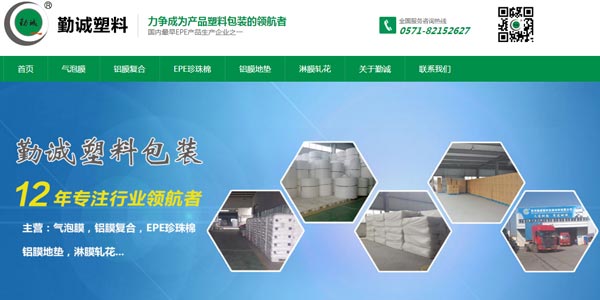 ®
勤诚
勤诚塑料
力争成为产品塑料包装的领航者
国内最早EPE产品生产企业之一
全国服务咨询热线
0571-82152627
首页 气泡膜 铝膜复合 EPE珍珠棉 铝膜地垫 淋膜轧花 关于勤诚 联系我们
勤诚塑料包装
12年专注行业领航者
主营：气泡膜，铝膜复合，EPE珍珠棉
铝膜地垫，淋膜轧花...